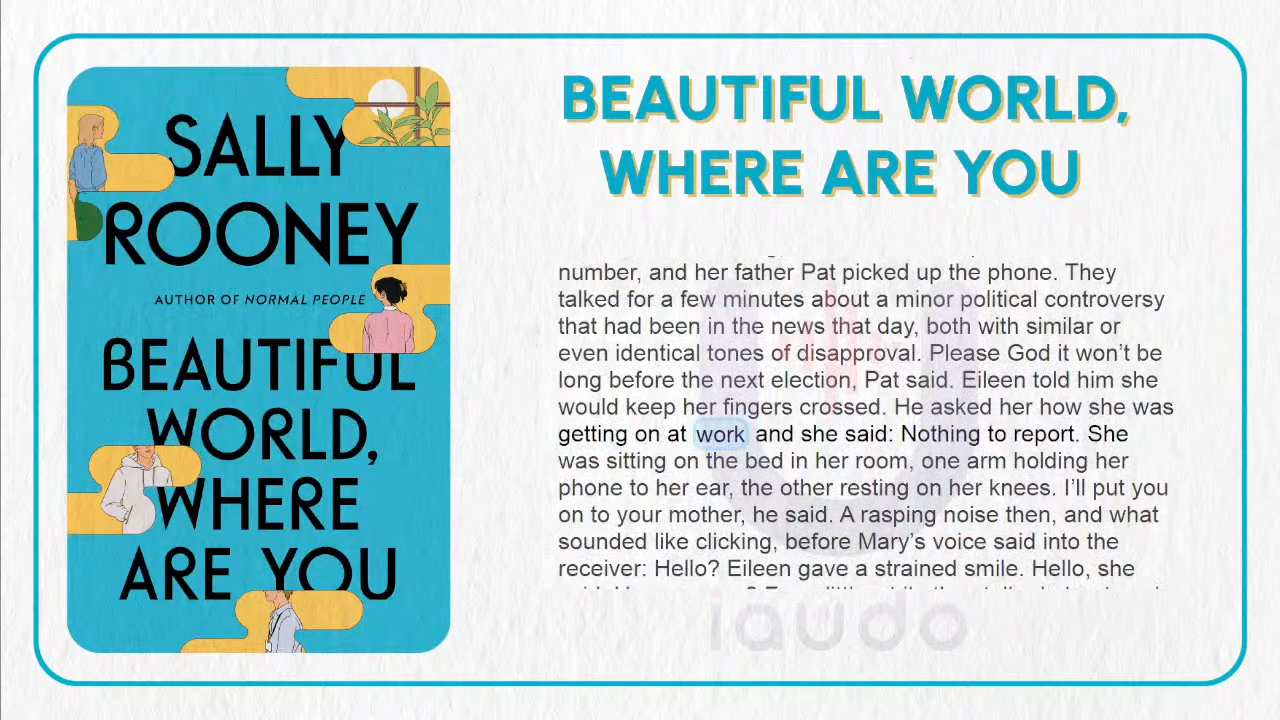 SALLY
ROONEY
AUTHOR OF NORMAL PEOPLE
BEAUTIFUL
WORLD,
WHERE
ARE YOU
BEAUTIFUL WORLD,
WHERE ARE YOU
number, and her father Pat picked up the phone. They
talked for a few minutes about a minor political controversy
that had been in the news that day, both with similar or
even identical tones of disapproval. Please God it won’t be
long before the next election, Pat said. Eileen told him she
would keep her fingers crossed. He asked her how she was
getting on at work and she said: Nothing to report. She
was sitting on the bed in her room, one arm holding her
phone to her ear, the other resting on her knees. I’ll put you
on to your mother, he said. A rasping noise then, and what
sounded like clicking, before Mary’s voice said into the
receiver: Hello? Eileen gave a strained smile. Hello, she
iaudo